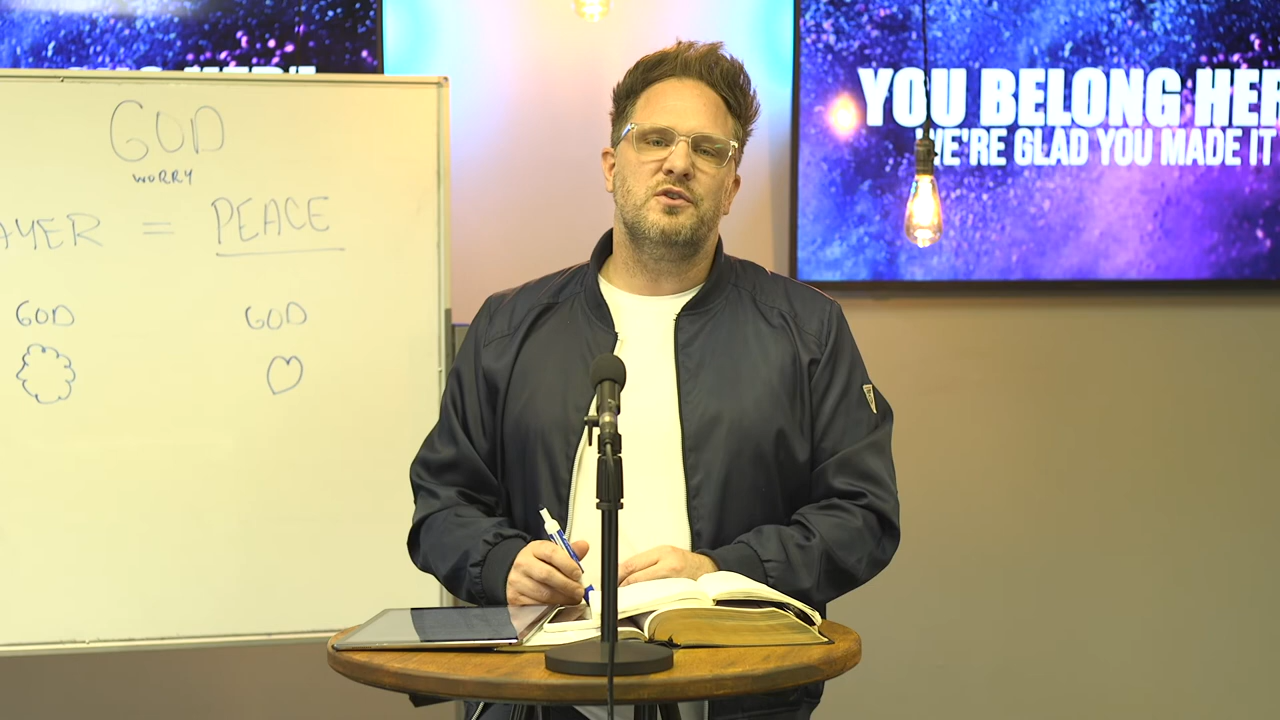 GOD
WORRY
AYER = PEACE
GOD GOD
YOU BELONG HER
WE'RE GLAD YOU MADE IT